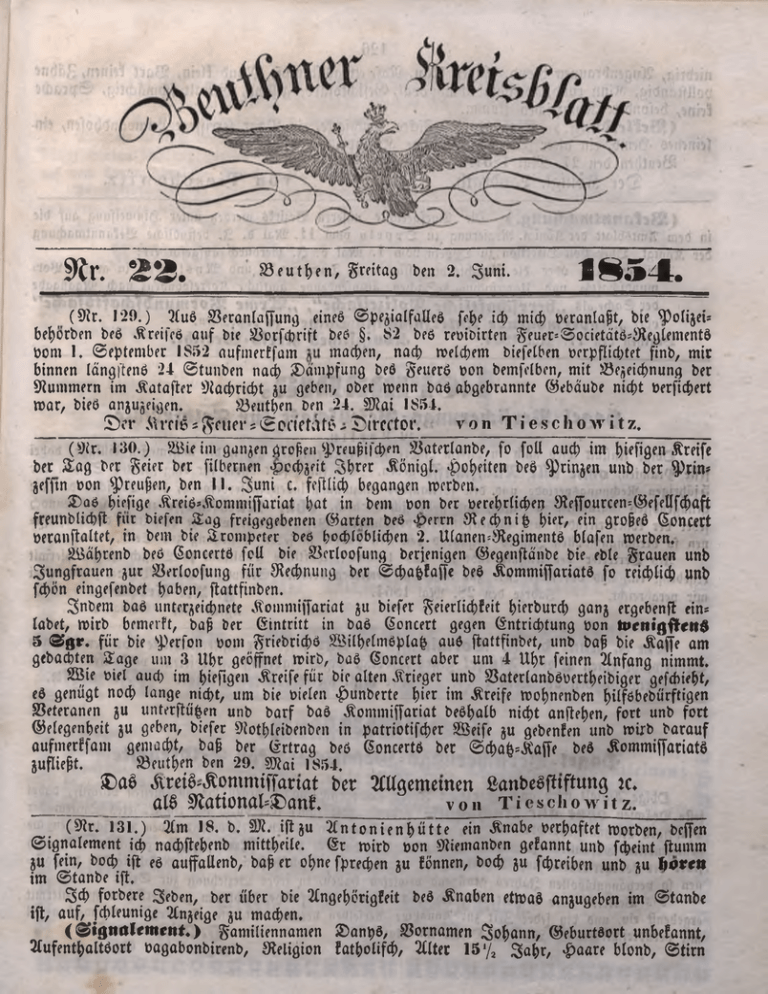 Beuthner Kreisblatt.
Nr. 22. Beuthen, Freitag den 2. Juni. 1854.
(Nr. 129.) Aus Veranlassung eines Spezialfalles sehe ich mich veranlaßt, die Polizei=
behörden des Kreises auf die Vorschrift des §. 82 des revidirten Feuer=Societäts=Reglements
vom 1. September 1852 aufmerksam zu machen, nach welchem dieselben verpflichtet sind, mir
binnen längstens 24 Stunden nach Dämpfung des Feuers von demselben, mit Bezeichnung der
Nummern im Kataster Nachricht zu geben, oder wenn das abgebrannte Gebäude nicht versichert
war, dies anzuzeigen. Beuthen den 24. Mai 1854.
Der Kreis=Feuer=Societäts=Director. von Tieschowitz.
(Nr. 130.) Wie im ganzen großen Preußischen Vaterlande, so soll auch im hiesigen Kreise
der Tag der Feier der silbernen Hochzeit Ihrer Königl. Hoheiten des Prinzen und der Prin=
zessin von Preußen, den 11. Juni c. festlich begangen werden.
Das hiesige Kreis=Kommissariat hat in dem von der verehrlichen Ressourcen=Gesellschaft
freundlichst für diesen Tag freigegebenen Garten des Herrn Rechnitz hier, ein großes Concert
veranstaltet, in dem die Trompeter des hochlöblichen 2. Ulanen=Regiments blasen werden.
Während des Concerts soll die Verloosung derjenigen Gegenstände die edle Frauen und
Jungfrauen zur Verloosung für Rechnung der Schatzkasse des Kommissariats so reichlich und
schön eingesendet haben, stattfinden.
Indem das unterzeichnete Kommissariat zu dieser Feierlichkeit hierdurch ganz ergebenst ein=
ladet, wird bemerkt, daß der Eintritt in das Concert gegen Entrichtung von wenigstens
5 Sgr. für die Person vom Friedrichs Wilhelmsplatz aus stattfindet, und daß die Kasse am
gedachten Tage um 3 Uhr geöffnet wird, das Concert aber um 4 Uhr seinen Anfang nimmt.
Wie viel auch im hiesigen Kreise für die alten Krieger und Vaterlandsvertheidiger geschieht,
es genügt noch lange nicht, um die vielen Hunderte hier im Kreise wohnenden hilfsbedürftigen
Veteranen zu unterstützen und darf das Kommissariat deshalb nicht anstehen, fort und fort
Gelegenheit zu geben, dieser Nothleidenden in patriotischer Weise zu gedenken und wird darauf
aufmerksam gemacht, daß der Ertrag des Concerts der Schatz=Kasse des Kommissariats
zufließt. Beuthen den 29. Mai 1854.
Das Kreis=Kommissariat der Allgemeinen Landesstiftung ꝛc.
als National=Dank. von Tieschowitz.
(Nr. 131.) Am 18. d. M. ist zu Antonienhütte ein Knabe verhaftet worden, dessen
Signalement ich nachstehend mittheile. Er wird von Niemanden gekannt und scheint stumm
zu sein, doch ist es auffallend, daß er ohne sprechen zu können, doch zu schreiben und zu hören
im Stande ist.
Ich fordere Jeden, der über die Angehörigkeit des Knaben etwas anzugeben im Stande
ist, auf, schleunige Anzeige zu machen.
(Signalement.) Familiennamen Danys, Vornamen Johann, Geburtsort unbekannt,
Aufenthaltsort vagabondirend, Religion katholisch, Alter 15½ Jahr, Haare blond, Stirn